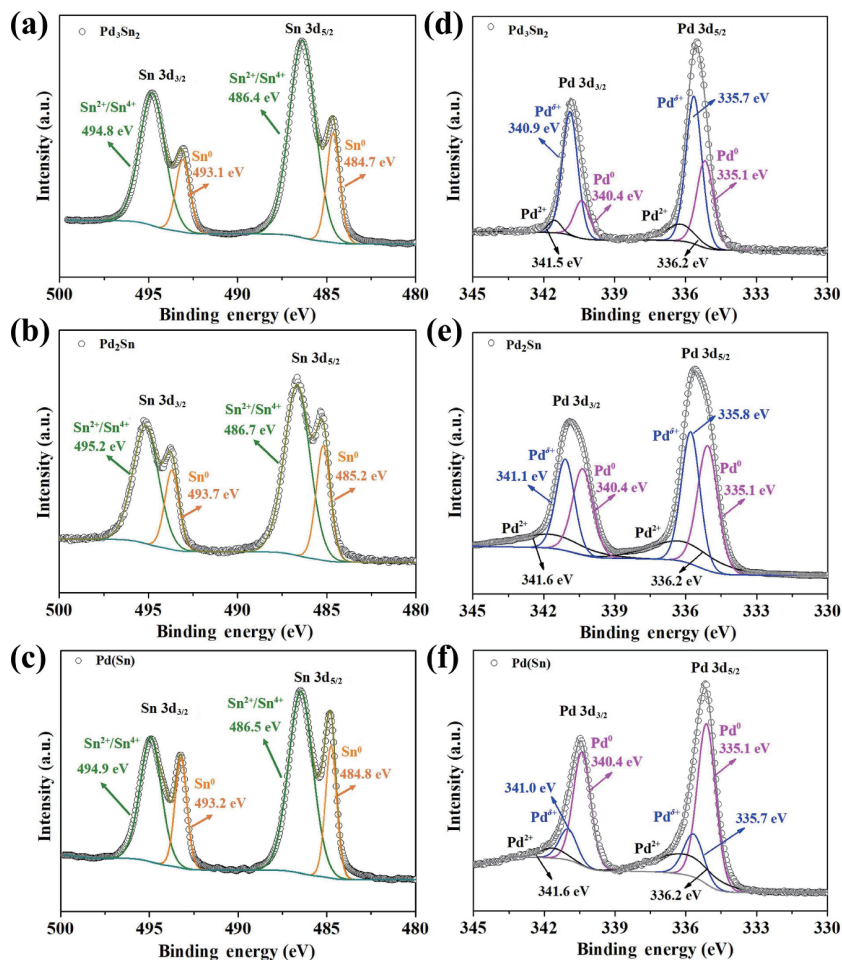 (a)
Pd₃Sn₂
Sn 3d₅/₂
Sn 3d₃/₂
Sn²⁺/Sn⁴⁺
486.4 eV
Sn²⁺/Sn⁴⁺
494.8 eV
Sn⁰
484.7 eV
Sn⁰
493.1 eV
Intensity (a.u.)
500 495 490 485 480
Binding energy (eV)
(d)
Pd₃Sn₂
Pd 3d₅/₂
Pd 3d₃/₂
Pd^δ+
340.9 eV
Pd^δ+
335.7 eV
Pd⁰
340.4 eV
Pd⁰
335.1 eV
Pd²⁺
341.5 eV
Pd²⁺
336.2 eV
Intensity (a.u.)
345 342 339 336 333 330
Binding energy (eV)
(b)
Pd₂Sn
Sn 3d₅/₂
Sn 3d₃/₂
Sn²⁺/Sn⁴⁺
486.7 eV
Sn²⁺/Sn⁴⁺
495.2 eV
Sn⁰
485.2 eV
Sn⁰
493.7 eV
Intensity (a.u.)
500 495 490 485 480
Binding energy (eV)
(e)
Pd₂Sn
Pd 3d₅/₂
Pd 3d₃/₂
Pd^δ+
341.1 eV
Pd^δ+
335.8 eV
Pd⁰
340.4 eV
Pd⁰
335.1 eV
Pd²⁺
341.6 eV
Pd²⁺
336.2 eV
Intensity (a.u.)
345 342 339 336 333 330
Binding energy (eV)
(c)
Pd(Sn)
Sn 3d₅/₂
Sn 3d₃/₂
Sn²⁺/Sn⁴⁺
486.5 eV
Sn²⁺/Sn⁴⁺
494.9 eV
Sn⁰
484.8 eV
Sn⁰
493.2 eV
Intensity (a.u.)
500 495 490 485 480
Binding energy (eV)
(f)
Pd(Sn)
Pd 3d₅/₂
Pd 3d₃/₂
Pd⁰
340.4 eV
Pd⁰
335.1 eV
341.0 eV
Pd^δ+
Pd^δ+
335.7 eV
Pd²⁺
341.6 eV
Pd²⁺
336.2 eV
Intensity (a.u.)
345 342 339 336 333 330
Binding energy (eV)